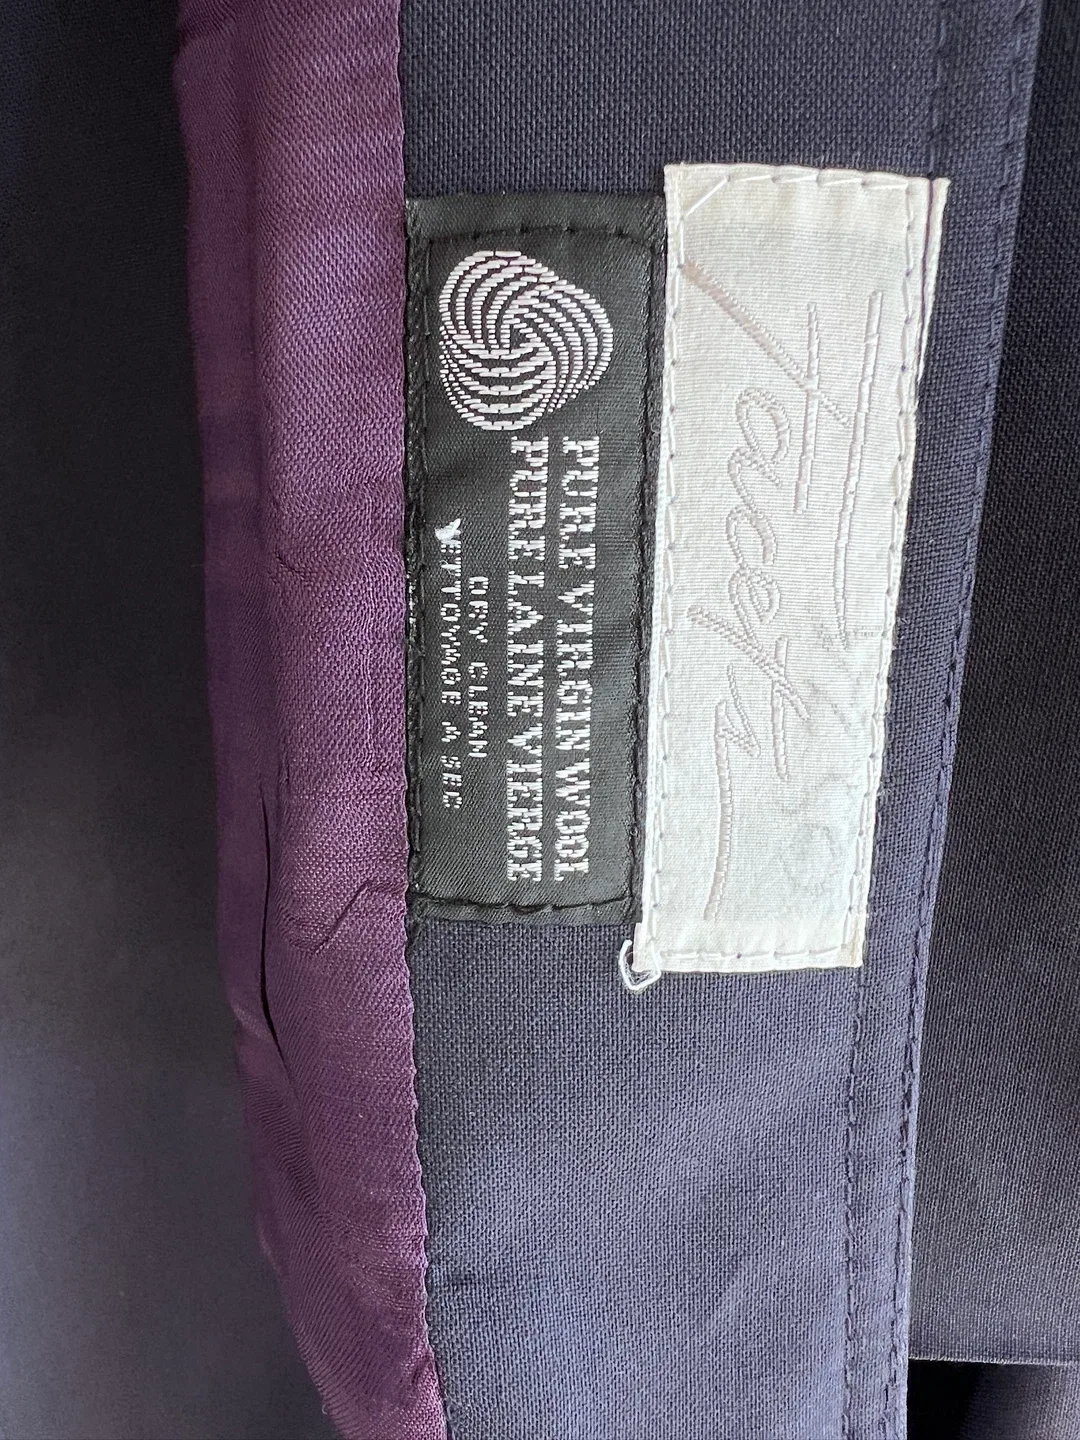 PURE VIRGIN WOOL
PURE LAINE VIERGE
DRY CLEAN
NETTOYAGE A SEC